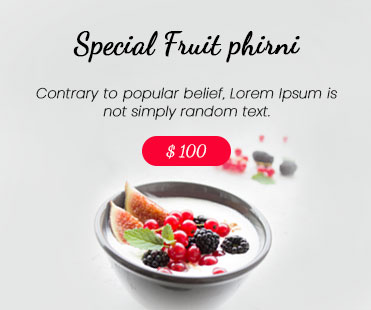 Special Fruit phirni
Contrary to popular belief, Lorem Ipsum is
not simply random text.
$ 100